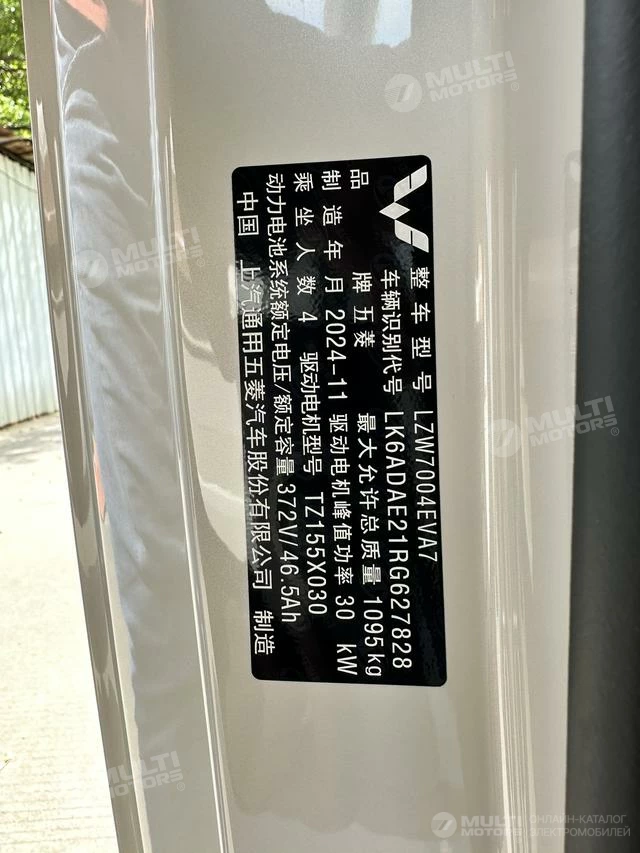 整车型号 LZW7004EVA7
车辆识别代号 LK6ADAE21RG627828
品 牌 五菱 最大允许总质量 1095 kg
制造年月 2024-11 驱动电机峰值功率 30 kW
乘坐人数 4 驱动电机型号 TZ155X030
动力电池系统额定电压/额定容量 372V/46.5Ah
中国 上汽通用五菱汽车股份有限公司 制造
MULTI MOTORS®
MULTI MOTORS®
MULTI MOTORS®
MULTI MOTORS®
MULTI MOTORS®
MULTI MOTORS ОНЛАЙН-КАТАЛОГ ЭЛЕКТРОМОБИЛЕЙ